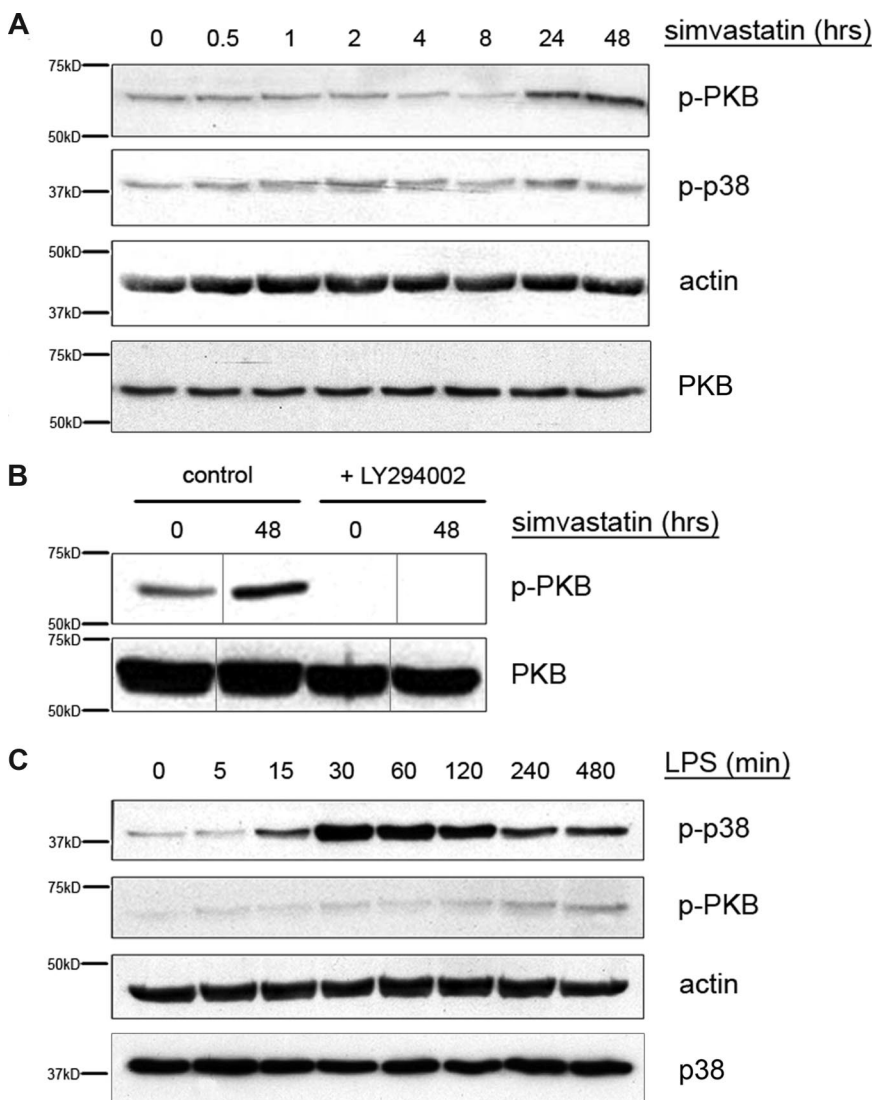 A
0 0.5 1 2 4 8 24 48 simvastatin (hrs)
75kD
p-PKB
50kD
37kD p-p38
50kD
actin
37kD
75kD
PKB
50kD
B
control + LY294002
0 48 0 48 simvastatin (hrs)
75kD
p-PKB
50kD
75kD
PKB
50kD
C
0 5 15 30 60 120 240 480 LPS (min)
p-p38
37kD
75kD
p-PKB
50kD
actin
p38
37kD